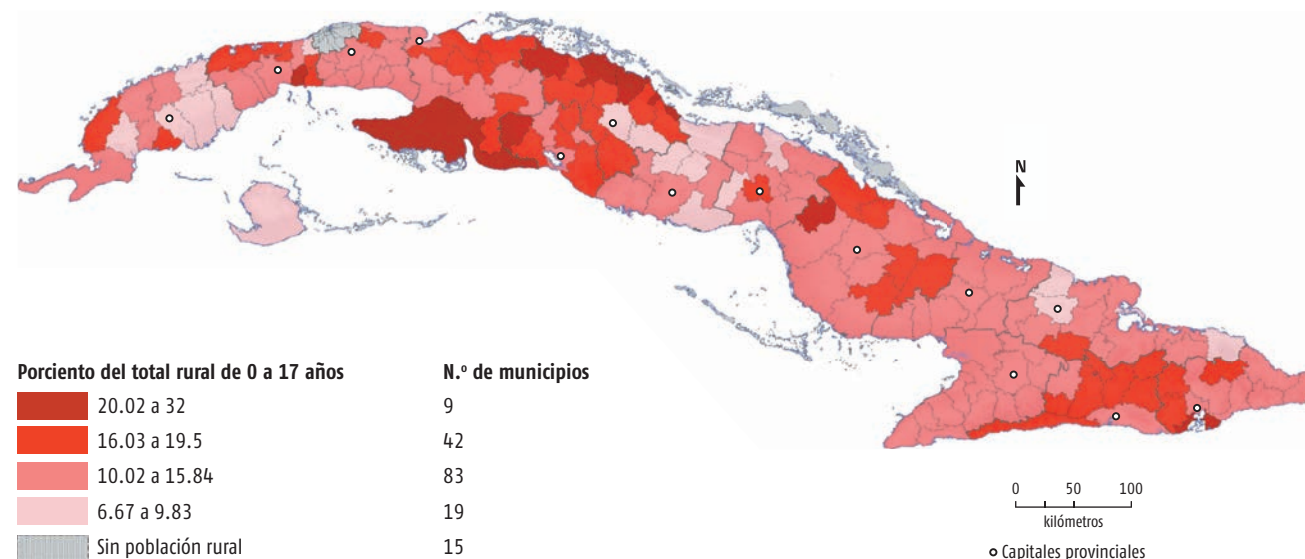 N
Porciento del total rural de 0 a 17 años N.º de municipios
20.02 a 32 9
16.03 a 19.5 42
10.02 a 15.84 83
6.67 a 9.83 19
Sin población rural 15
0 50 100
kilómetros
Capitales provinciales